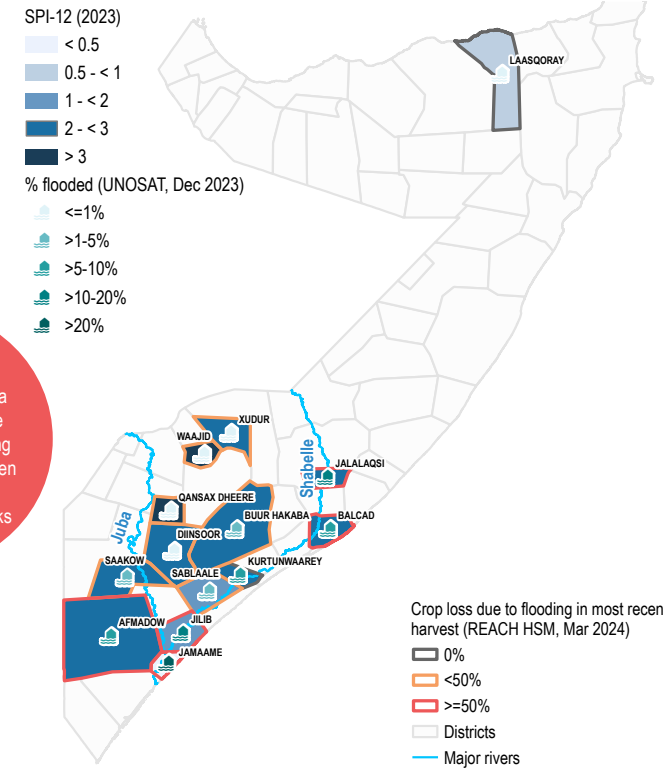 SPI-12 (2023)
< 0.5
0.5 - < 1
1 - < 2
2 - < 3
> 3
% flooded (UNOSAT, Dec 2023)
<=1%
>1-5%
>5-10%
>10-20%
>20%
LAASQORAY
XUDUR
WAAJID
Shabelle
JALALAQSI
QANSAX DHEERE
Juba
BUUR HAKABA
BALCAD
DIINSOOR
KURTUNWAAREY
SAAKOW
SABLAALE
AFMADOW
JILIB
JAMAAME
Crop loss due to flooding in most recen
harvest (REACH HSM, Mar 2024)
0%
<50%
>=50%
Districts
Major rivers